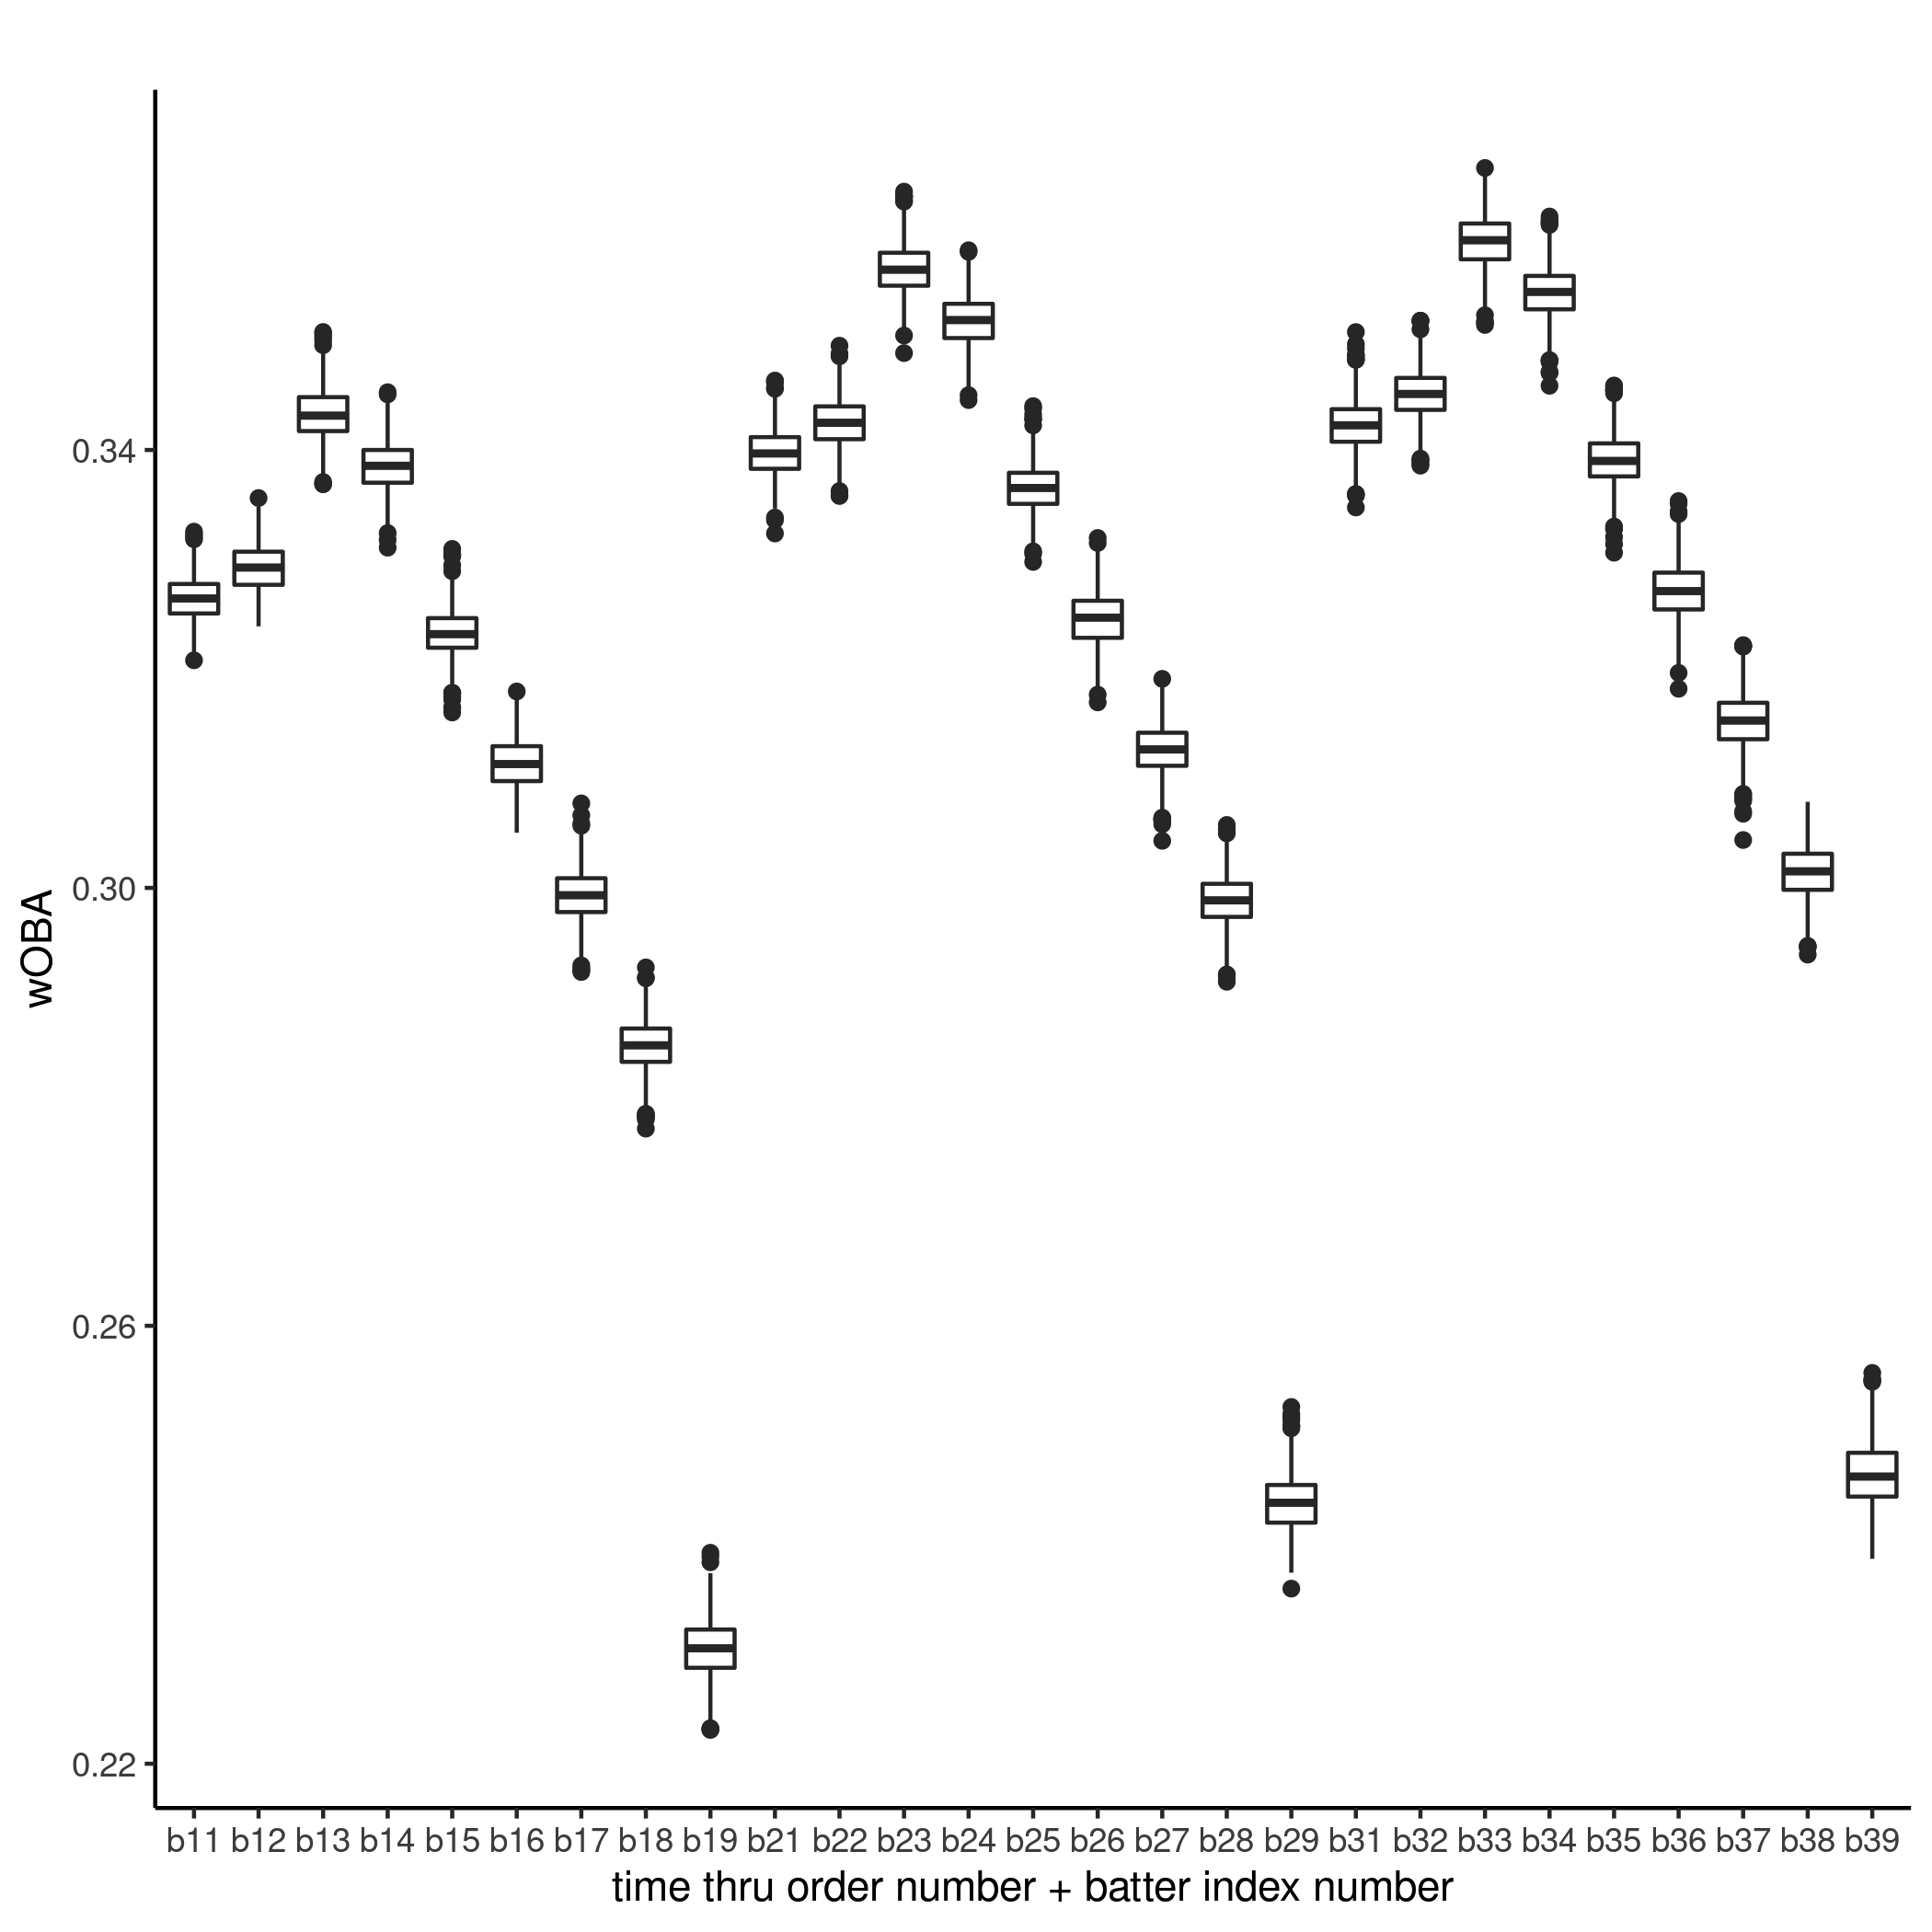 wOBA
0.34
0.30
0.26
0.22
b11 b12 b13 b14 b15 b16 b17 b18 b19 b21 b22 b23 b24 b25 b26 b27 b28 b29 b31 b32 b33 b34 b35 b36 b37 b38 b39
time thru order number + batter index number